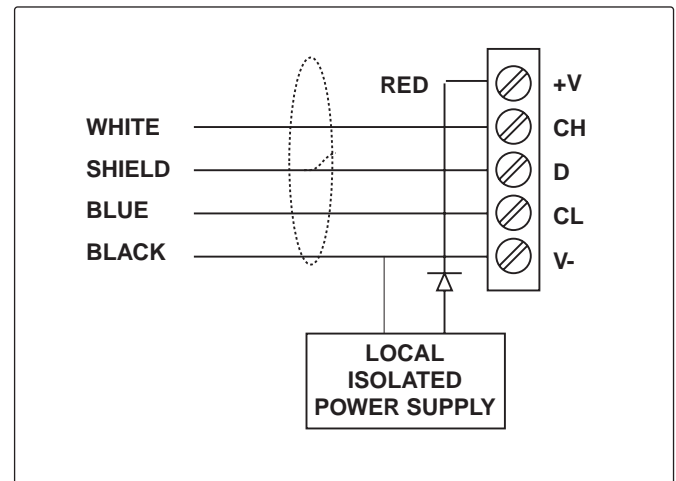 RED +V
WHITE CH
SHIELD D
BLUE CL
BLACK V-
LOCAL
ISOLATED
POWER SUPPLY